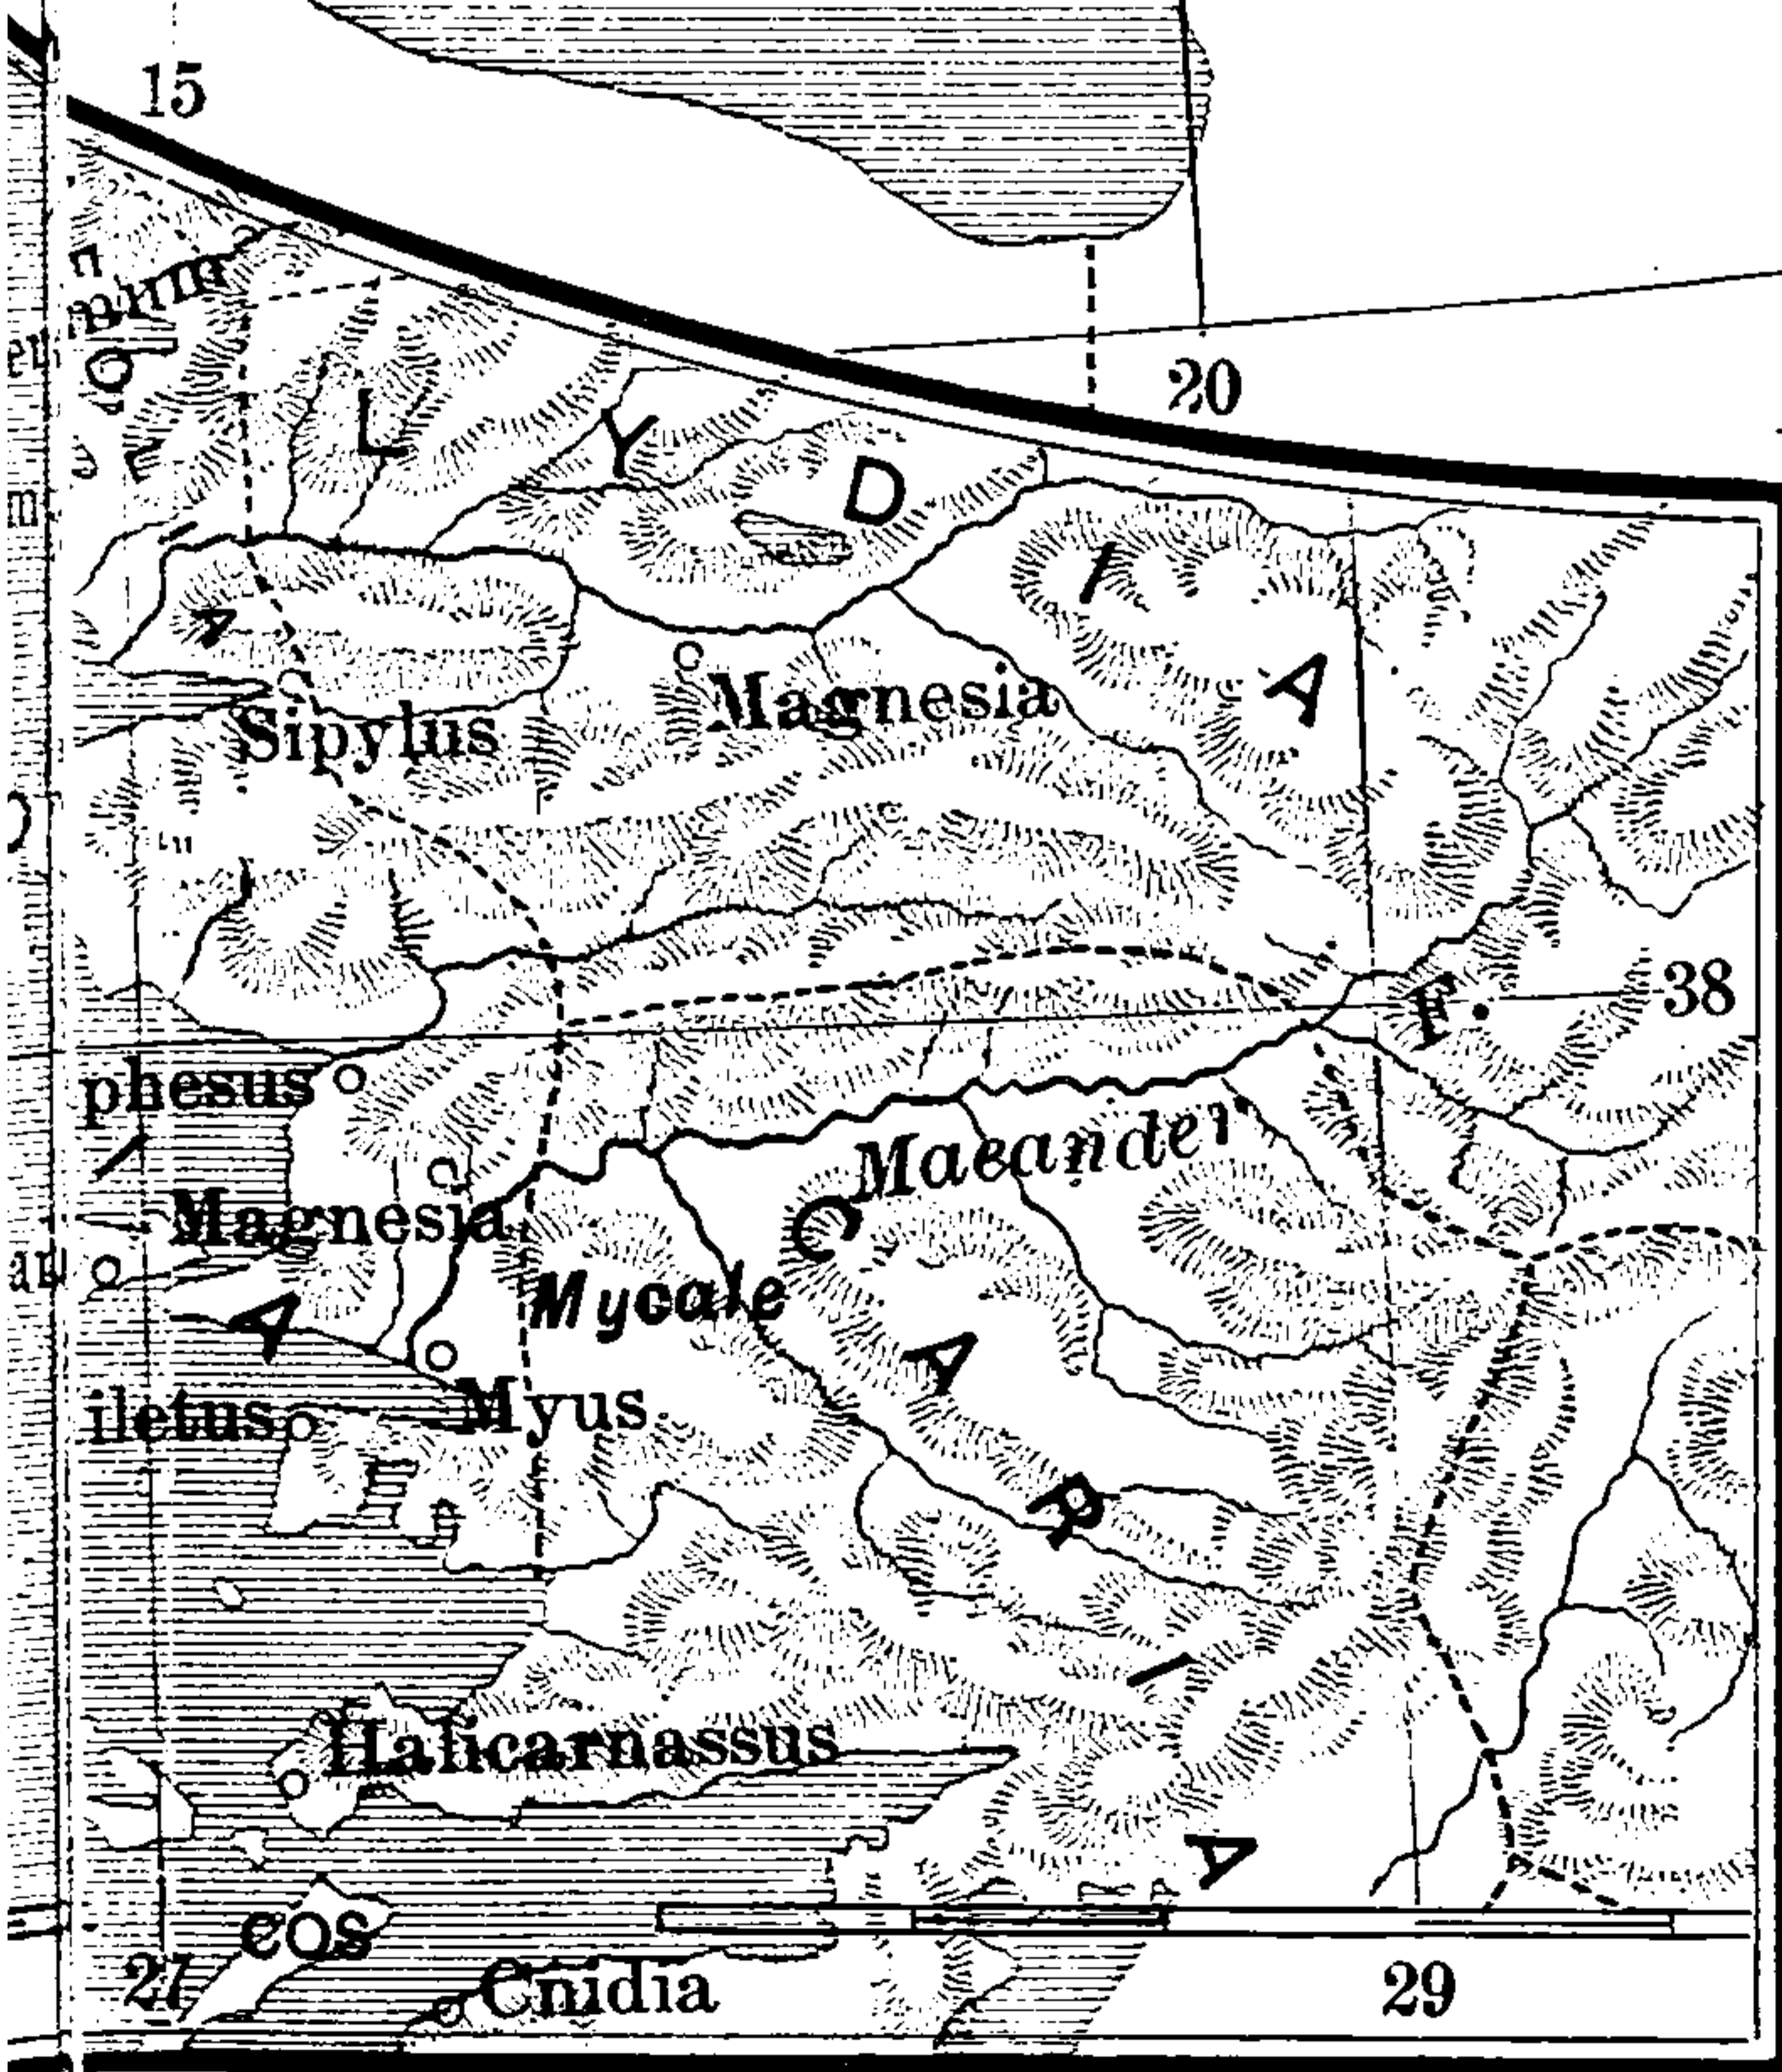 15
20
LYDIA
Sipylus
Magnesia
38
phesus
Maeander
Magnesia
Mycale
Myus
iletus
CARIA
Halicarnassus
COS
27
Cnidia
29